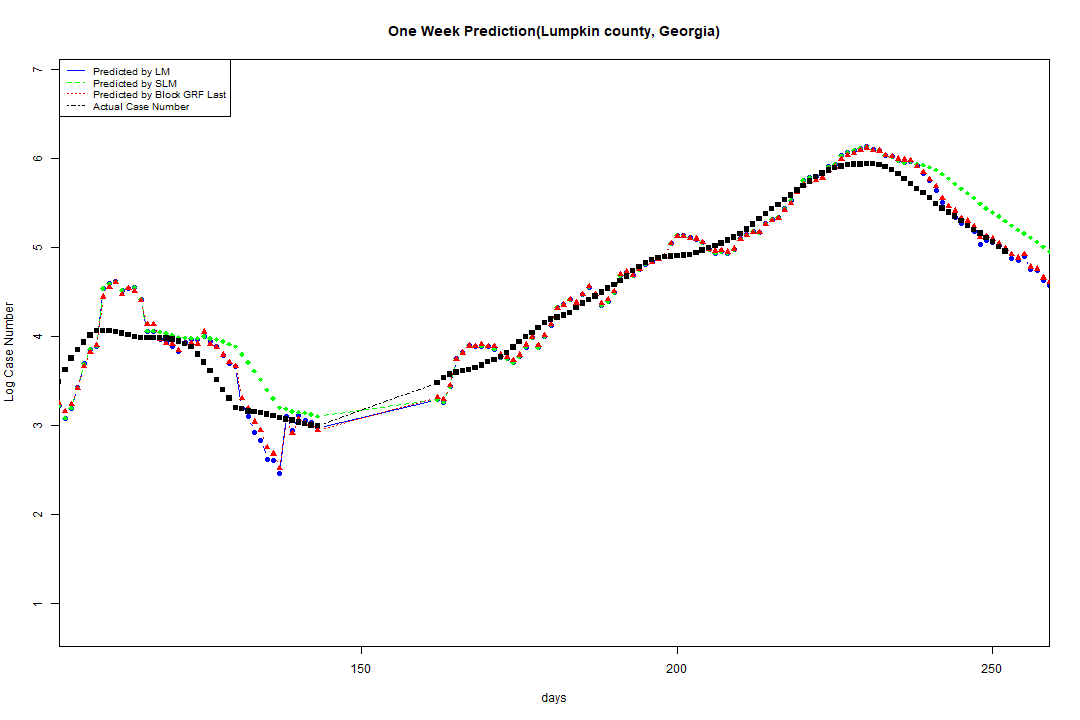 One Week Prediction(Lumpkin county, Georgia)
7
Predicted by LM
Predicted by SLM
Predicted by Block GRF Last
Actual Case Number
6
5
4
3
2
1
Log Case Number
150
200
250
days